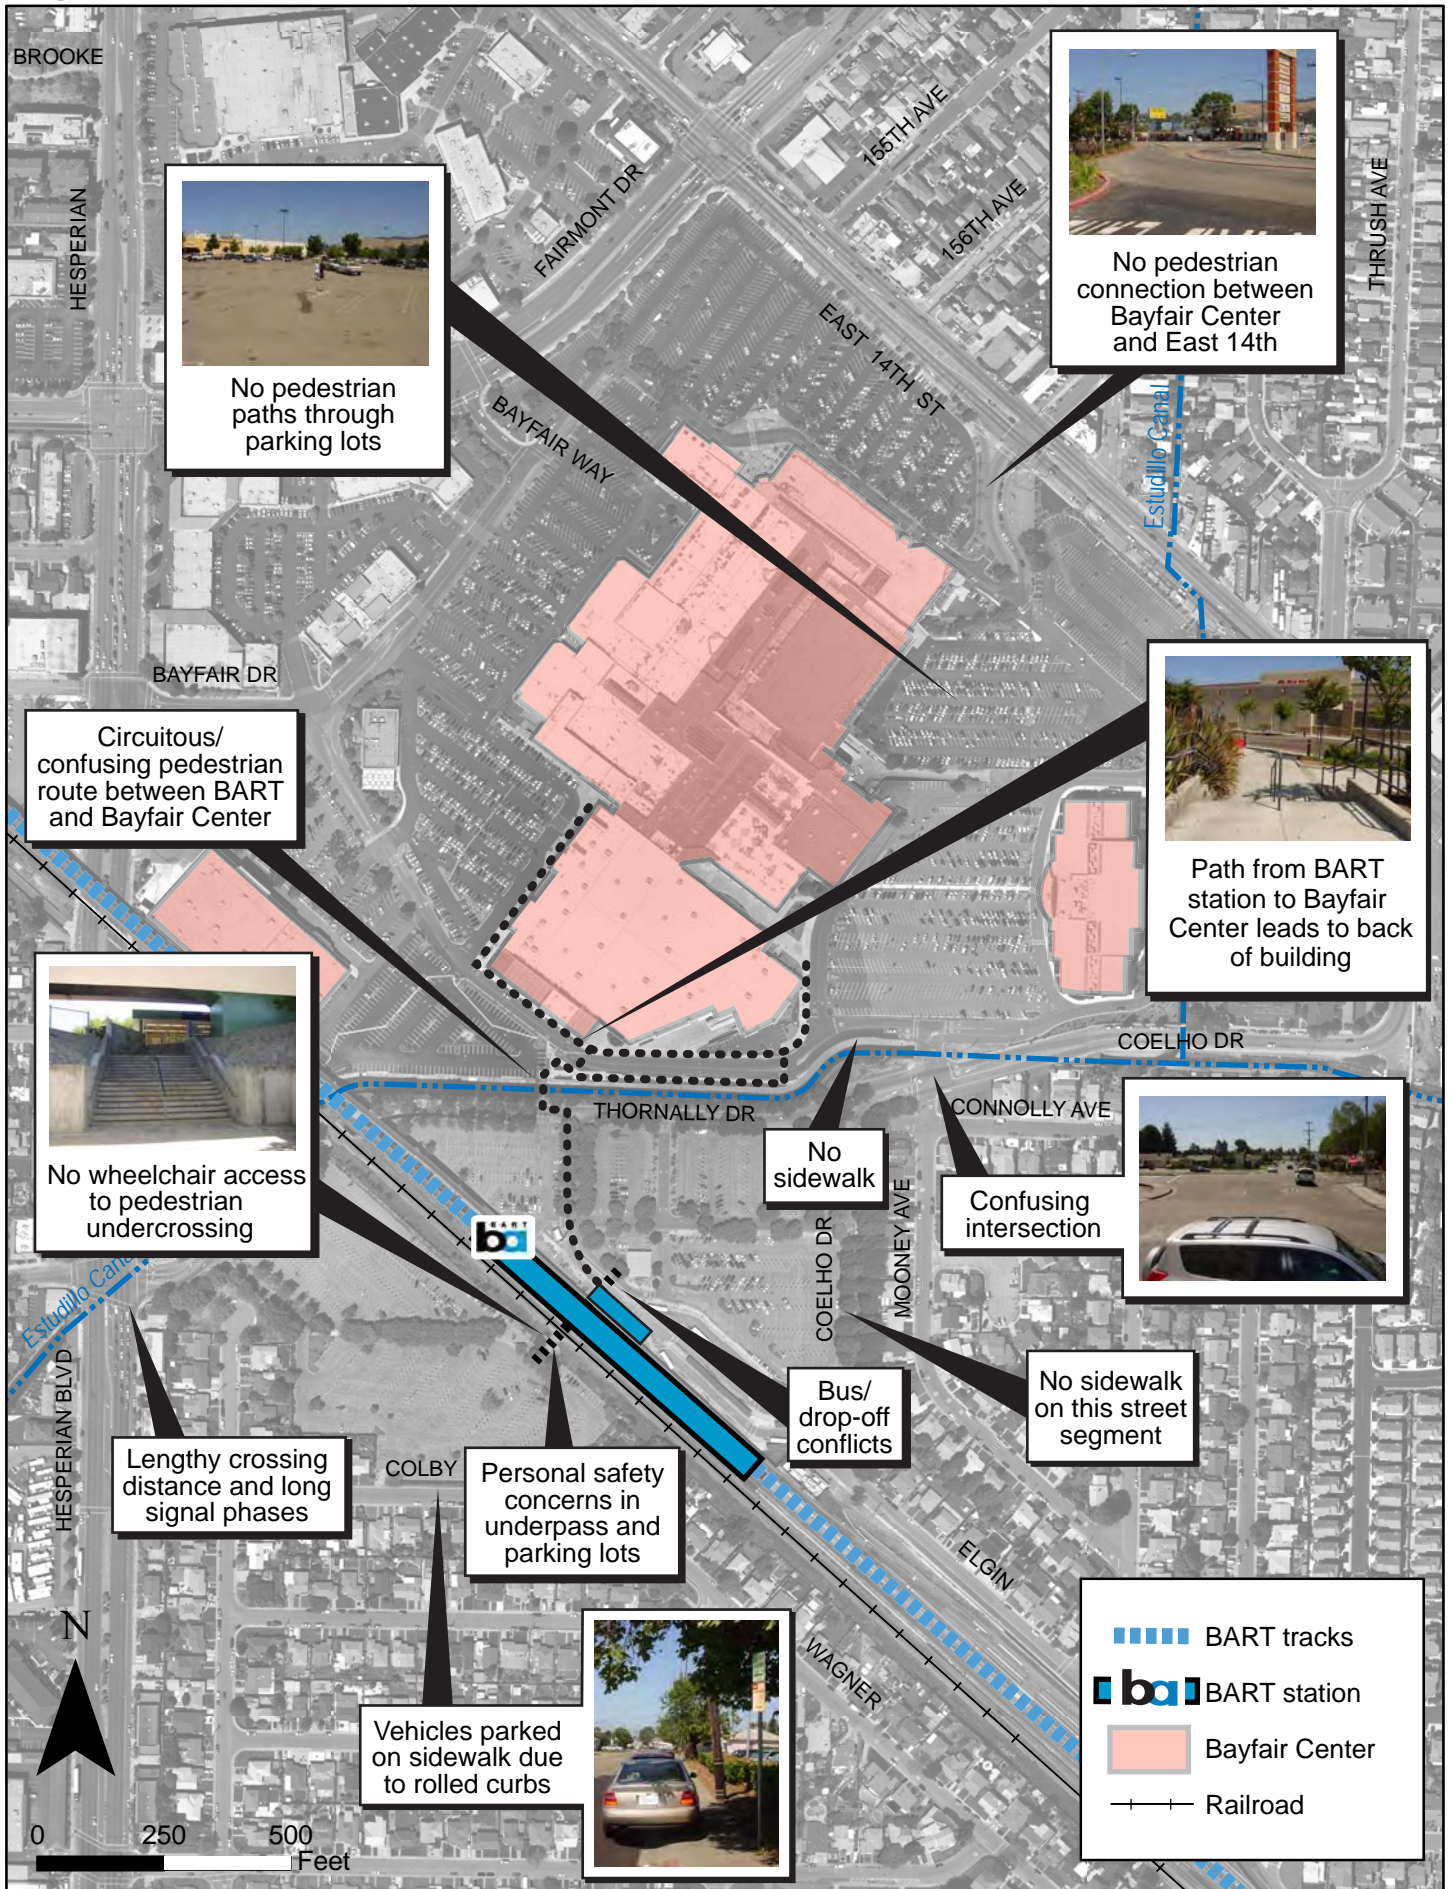 BROOKE
HESPERIAN
FAIRMONT DR
155TH AVE
156TH AVE
THRUSH AVE
No pedestrian
connection between
Bayfair Center
and East 14th
No pedestrian
paths through
parking lots
EAST 14TH ST
BAYFAIR WAY
Estudillo Canal
BAYFAIR DR
Circuitous/
confusing pedestrian
route between BART
and Bayfair Center
Path from BART
station to Bayfair
Center leads to back
of building
COELHO DR
THORNALLY DR
CONNOLLY AVE
No
sidewalk
No wheelchair access
to pedestrian
undercrossing
Confusing
intersection
COELHO DR
MOONEY AVE
BART
ba
Estudillo Canal
HESPERIAN BLVD
Bus/
drop-off
conflicts
No sidewalk
on this street
segment
Lengthy crossing
distance and long
signal phases
COLBY
Personal safety
concerns in
underpass and
parking lots
ELGIN
WAGNER
Vehicles parked
on sidewalk due
to rolled curbs
N
0 250 500
Feet
BART tracks
ba BART station
Bayfair Center
Railroad